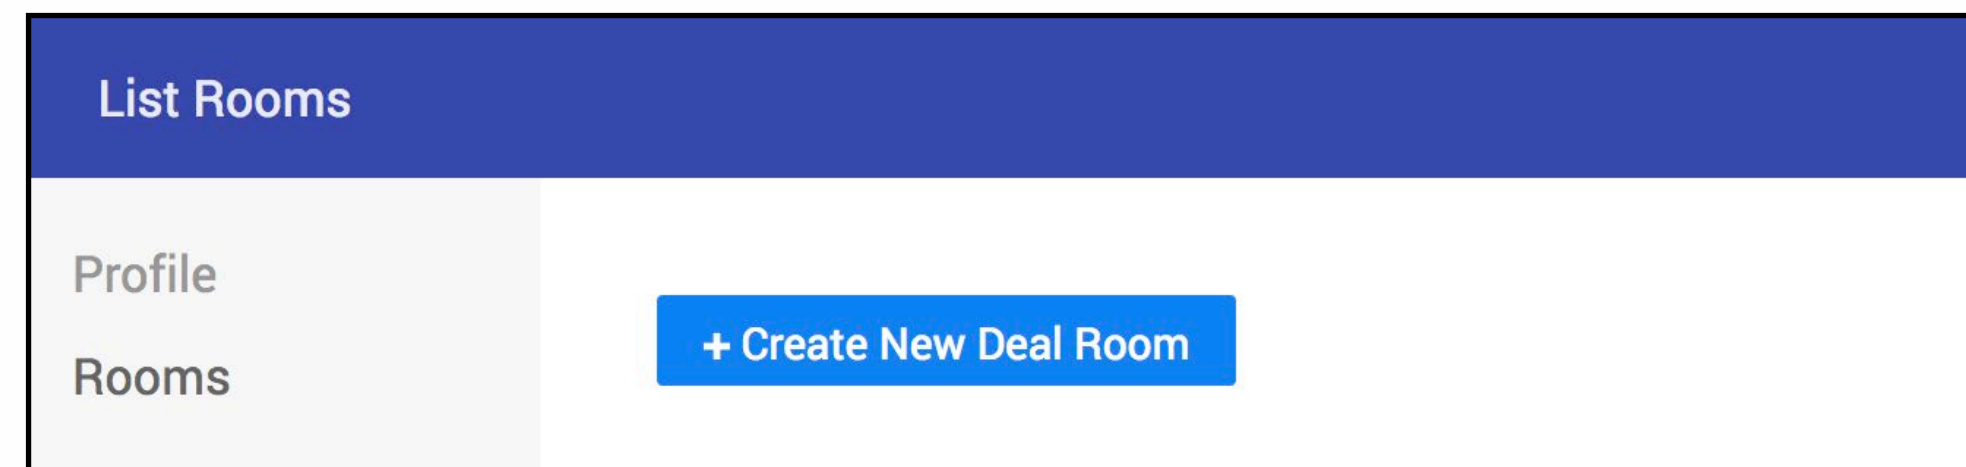 List Rooms
Profile
Rooms
+ Create New Deal Room